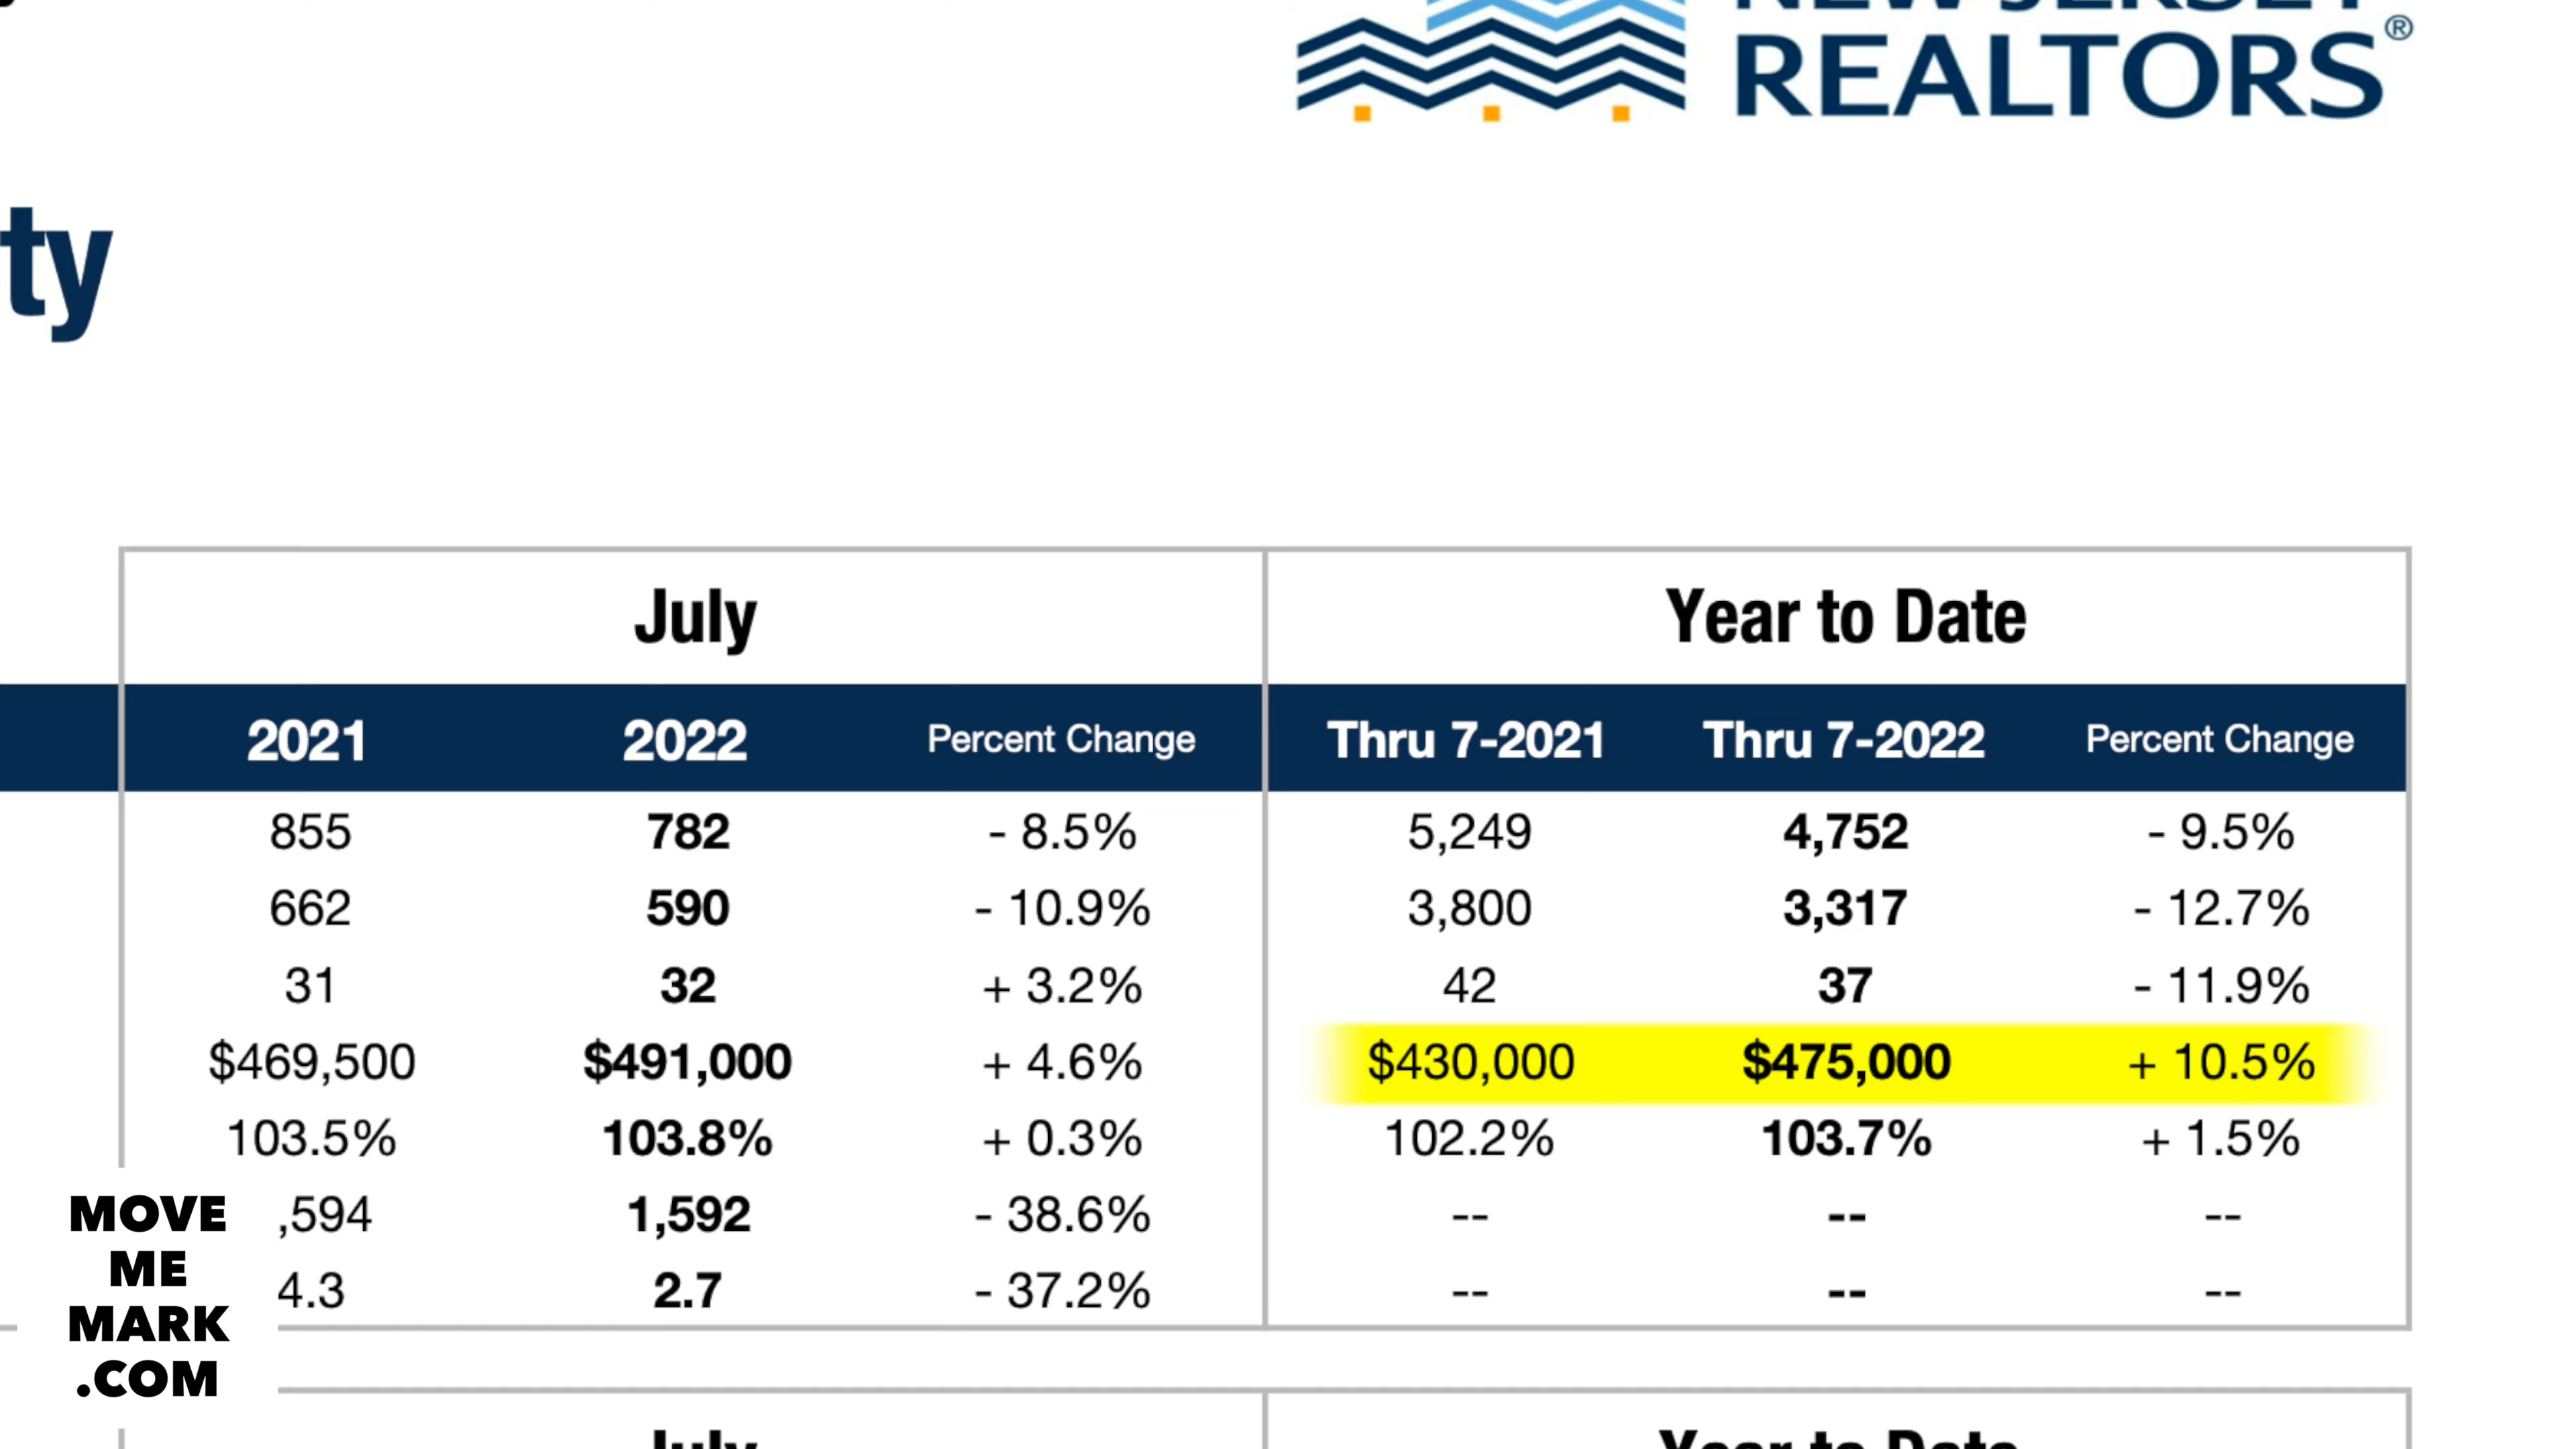 REALTORS®
ty
July Year to Date
2021 2022 Percent Change Thru 7-2021 Thru 7-2022 Percent Change
855 782 - 8.5% 5,249 4,752 - 9.5%
662 590 - 10.9% 3,800 3,317 - 12.7%
31 32 + 3.2% 42 37 - 11.9%
$469,500 $491,000 + 4.6% $430,000 $475,000 + 10.5%
103.5% 103.8% + 0.3% 102.2% 103.7% + 1.5%
,594 1,592 - 38.6% -- -- --
4.3 2.7 - 37.2% -- -- --
MOVE
ME
MARK
.COM
July Year to Date